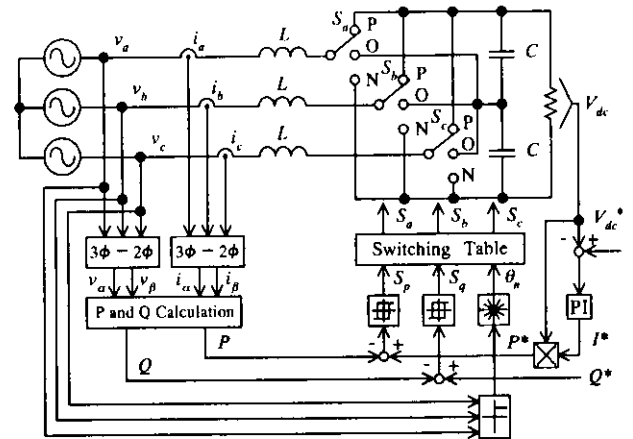 v_a i_a L S_a P O N
v_b i_b L S_b P O N
v_c i_c L S_c P O N
C
C
V_dc
S_a S_b S_c
V_dc*
3ϕ − 2ϕ 3ϕ − 2ϕ
Switching Table
- +
v_α v_β i_α i_β
S_p S_q θ_n
P and Q Calculation
PI
P - + P* I*
Q - + Q*